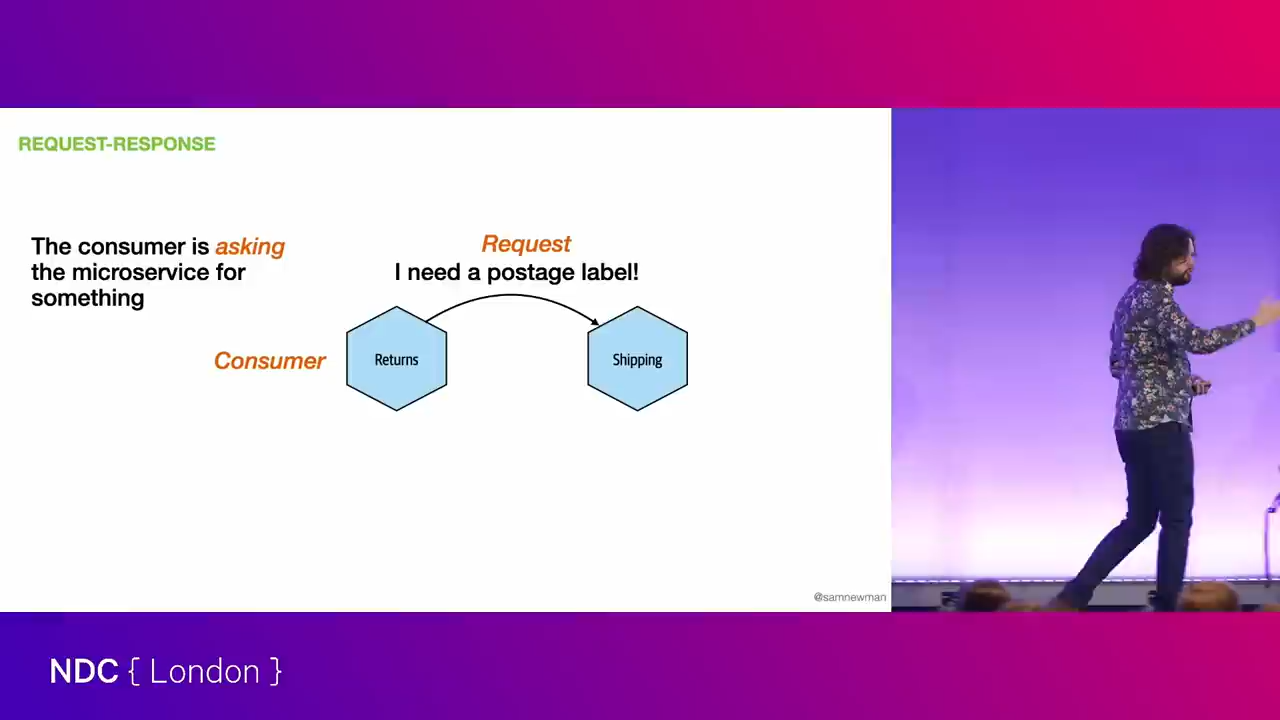 REQUEST-RESPONSE
The consumer is asking
the microservice for
something
Request
I need a postage label!
Consumer
Returns
Shipping
@samnewman
NDC { London }